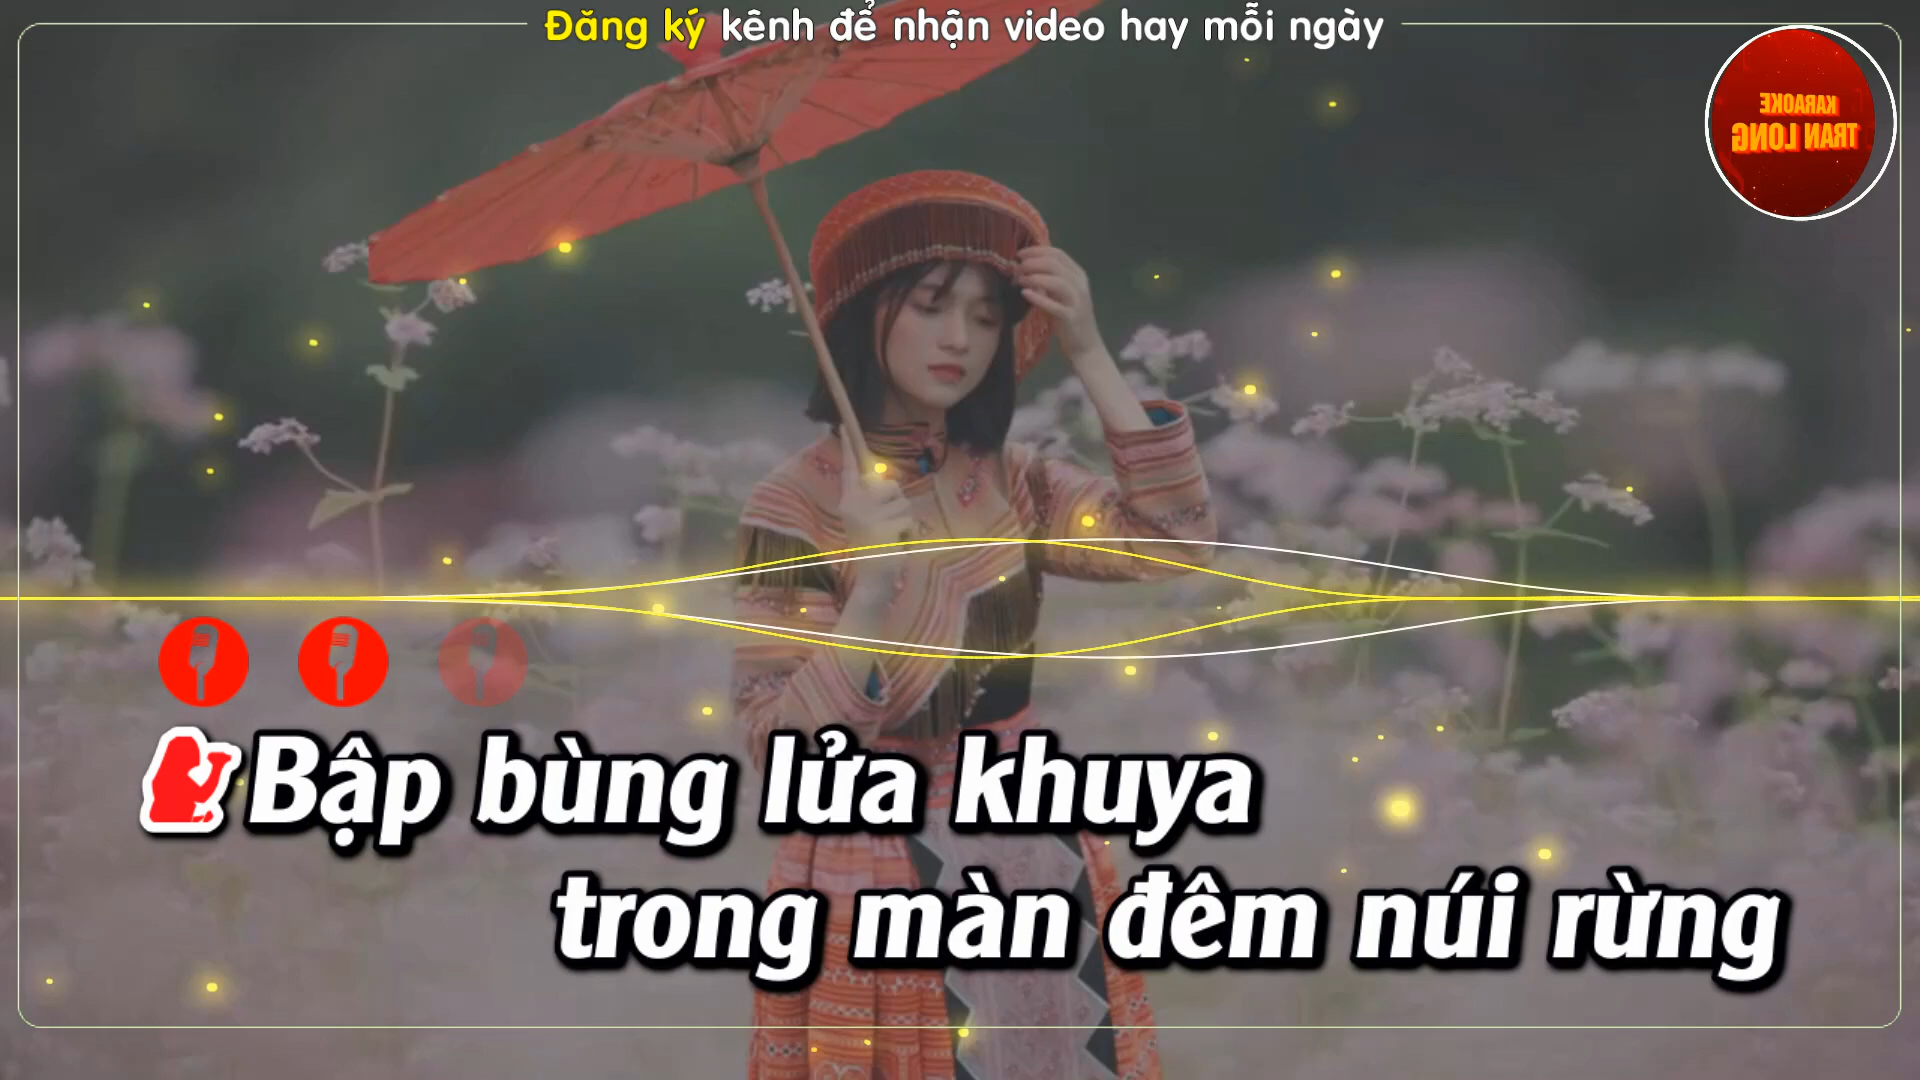 Đăng ký kênh để nhận video hay mỗi ngày
KARAOKE
TRAN LONG
Bập bùng lửa khuya
trong màn đêm núi rừng